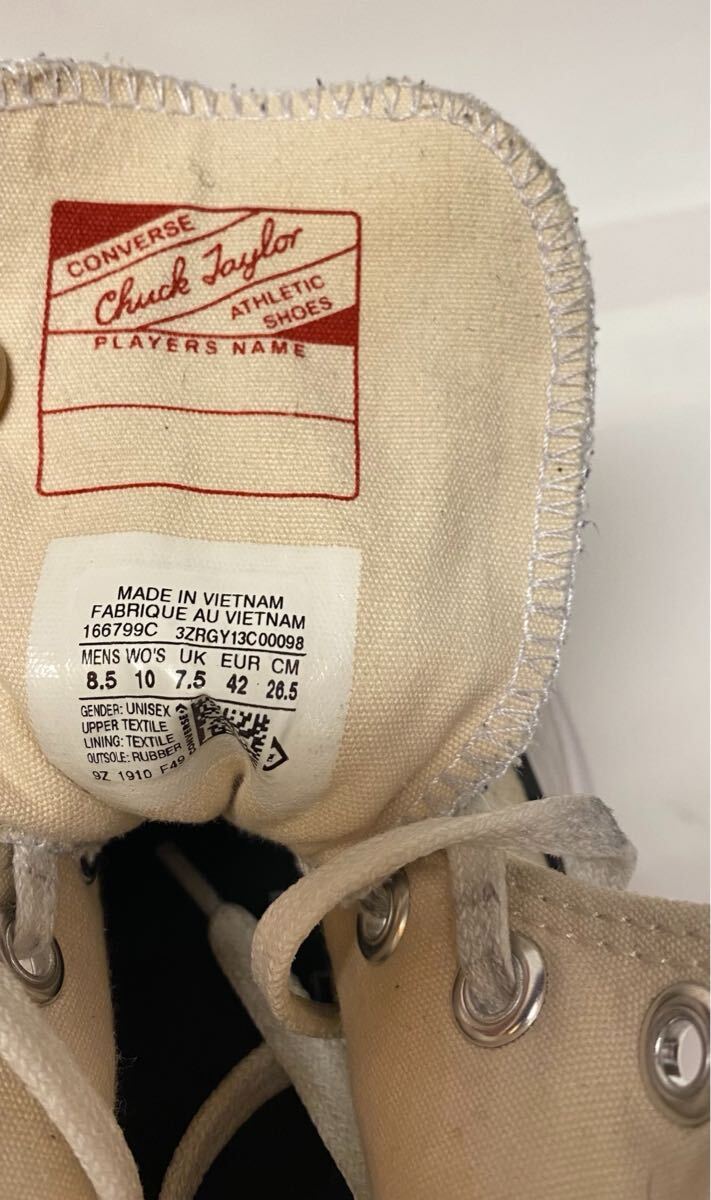 CONVERSE
Chuck Taylor
ATHLETIC
SHOES
PLAYERS NAME
MADE IN VIETNAM
FABRIQUE AU VIETNAM
166799C 3ZRGY13C00098
MENS WO'S UK EUR CM
8.5 10 7.5 42 26.5
GENDER: UNISEX
UPPER TEXTILE
LINING: TEXTILE
OUTSOLE: RUBBER
CONVERSE
9Z 1910 F49